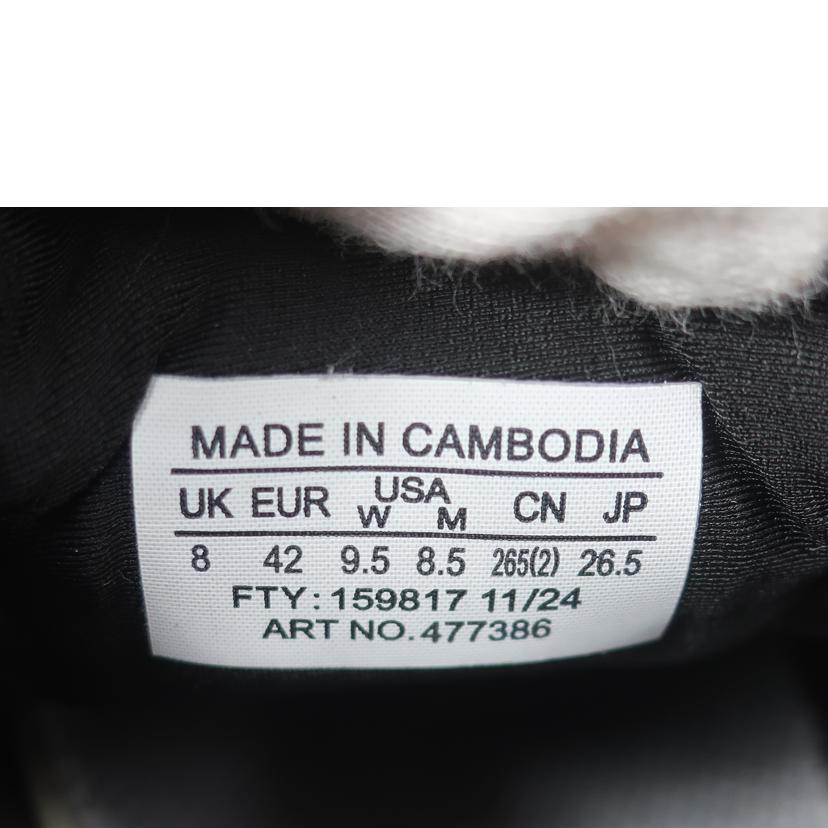 MADE IN CAMBODIA
UK EUR USA W M CN JP
8 42 9.5 8.5 265(2) 26.5
FTY: 159817 11/24
ART NO. 477386